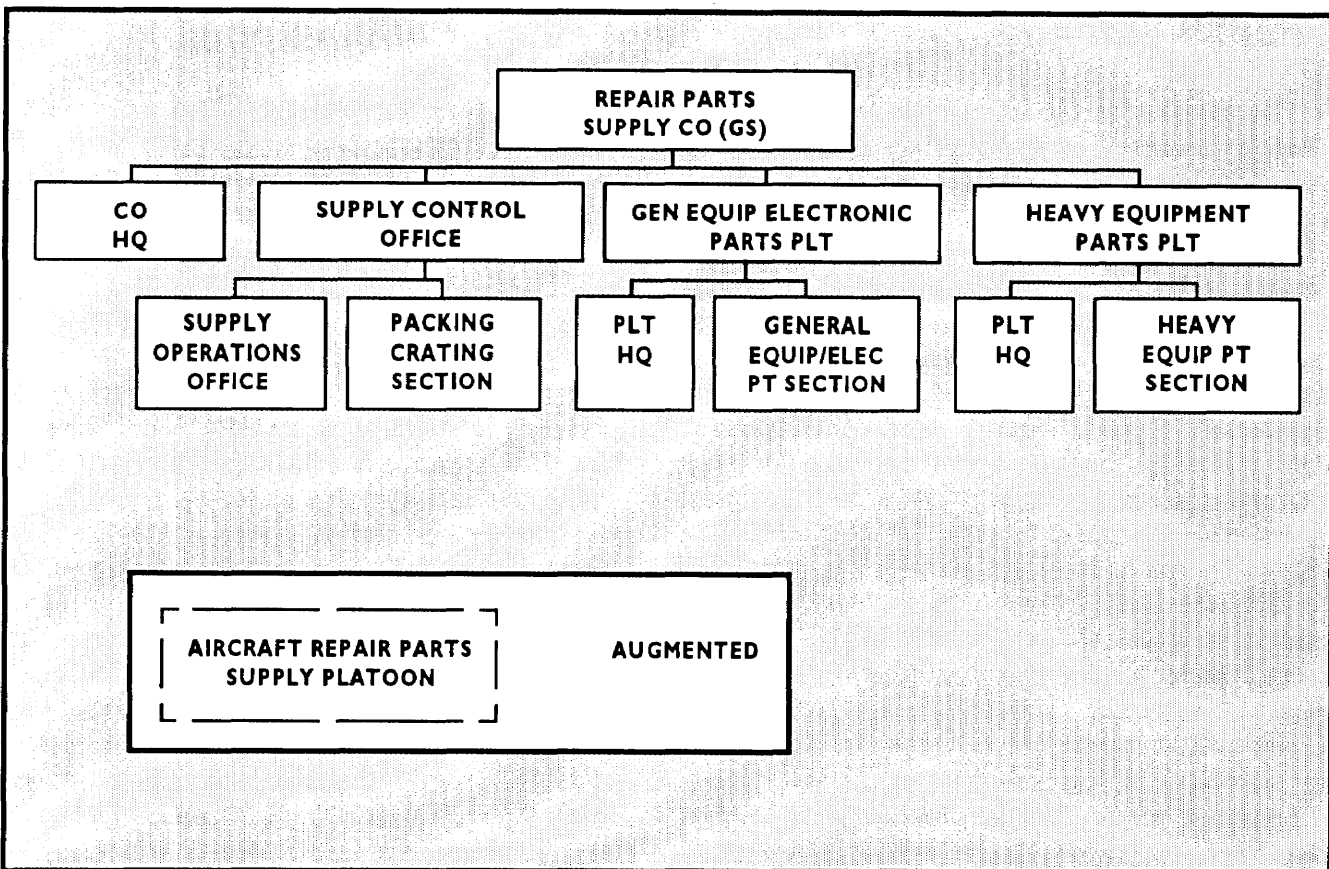 REPAIR PARTS
SUPPLY CO (GS)
CO
HQ
SUPPLY CONTROL
OFFICE
GEN EQUIP ELECTRONIC
PARTS PLT
HEAVY EQUIPMENT
PARTS PLT
SUPPLY
OPERATIONS
OFFICE
PACKING
CRATING
SECTION
PLT
HQ
GENERAL
EQUIP/ELEC
PT SECTION
PLT
HQ
HEAVY
EQUIP PT
SECTION
AIRCRAFT REPAIR PARTS
SUPPLY PLATOON
AUGMENTED